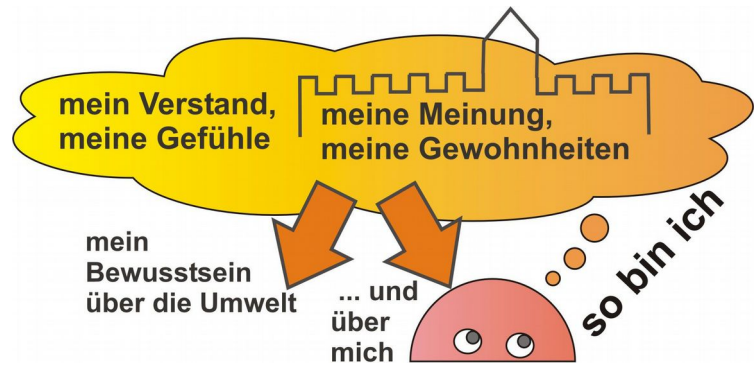 mein Verstand,
meine Gefühle
meine Meinung,
meine Gewohnheiten
mein
Bewusstsein
über die Umwelt
... und
über
mich
so bin ich